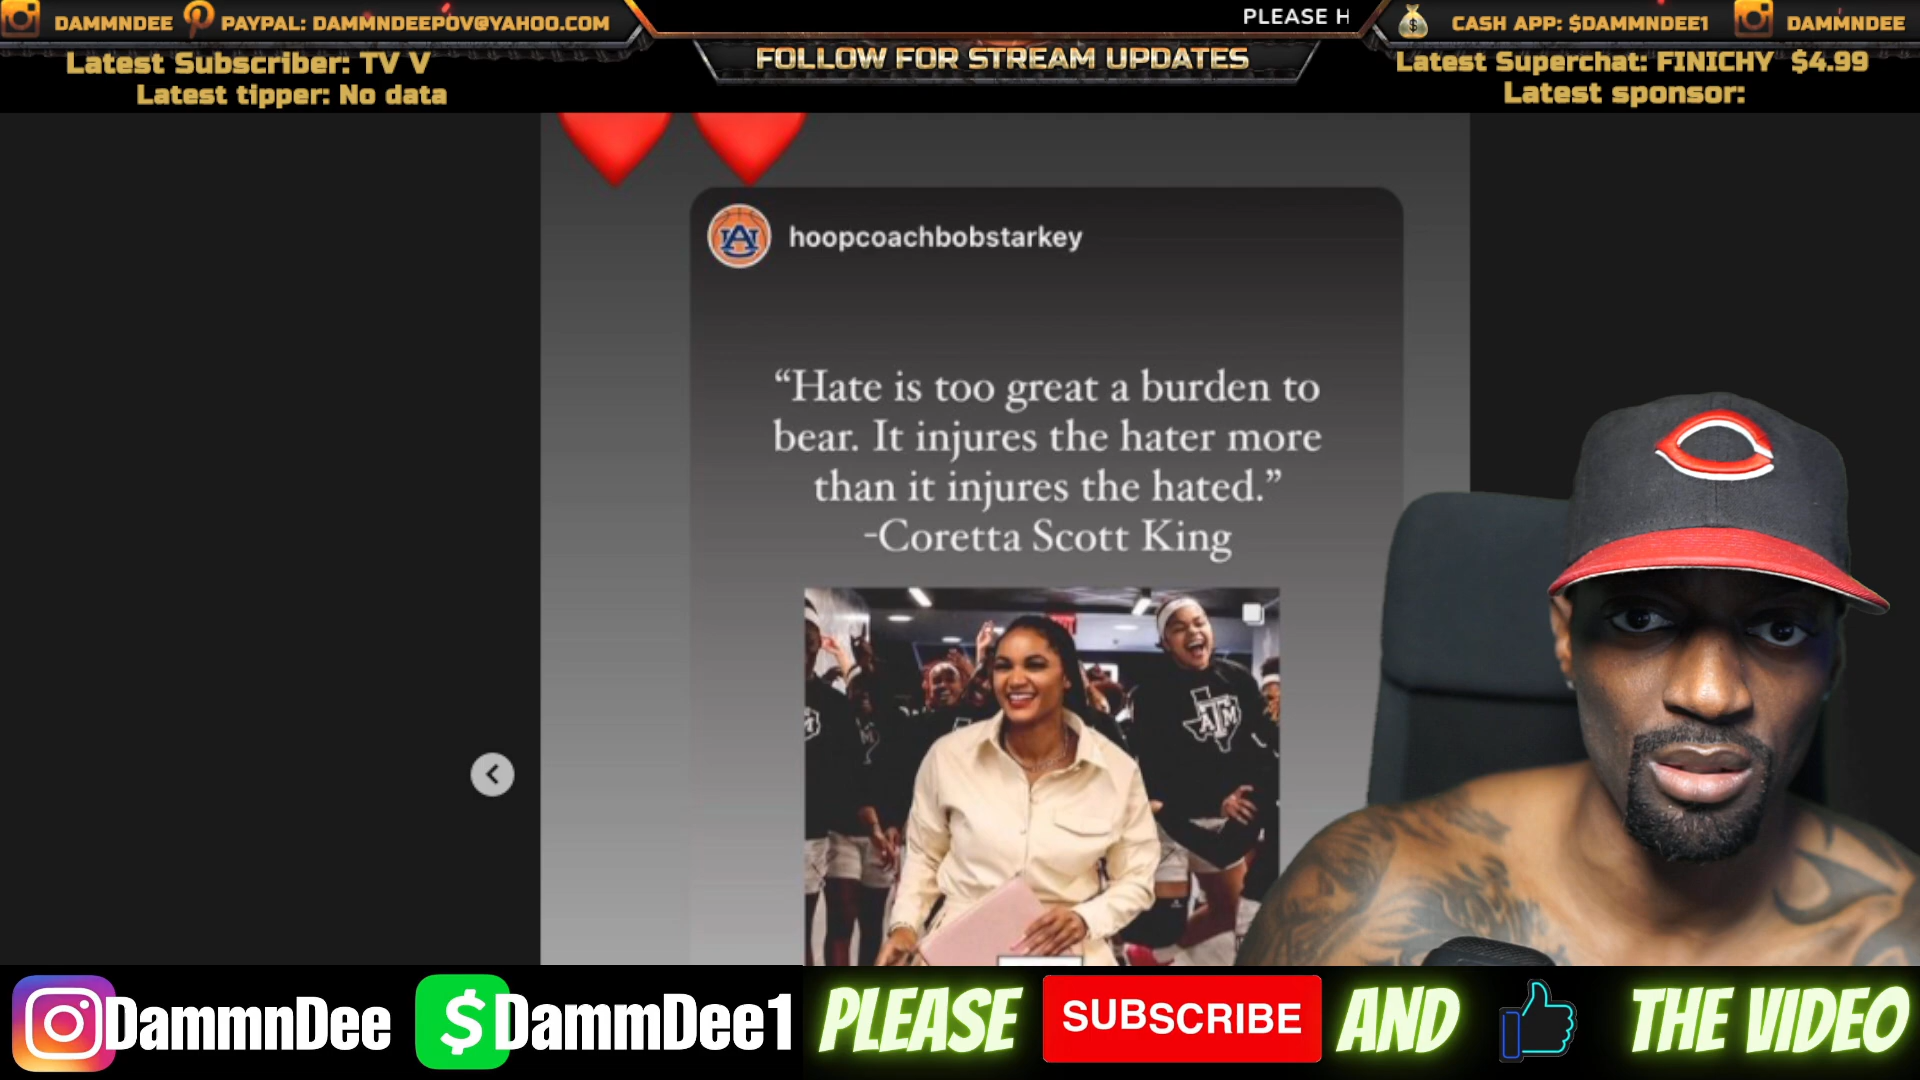 DAMMNDEE
PAYPAL: DAMMNDEEPOV@YAHOO.COM
PLEASE H
CASH APP: $DAMMNDEE1
DAMMNDEE
Latest Subscriber: TV V
Latest tipper: No data
FOLLOW FOR STREAM UPDATES
Latest Superchat: FINICHY $4.99
Latest sponsor:
AU
hoopcoachbobstarkey
“Hate is too great a burden to
bear. It injures the hater more
than it injures the hated.”
-Coretta Scott King
ATM
C
DammnDee
$
DammDee1
PLEASE
SUBSCRIBE
AND
THE VIDEO